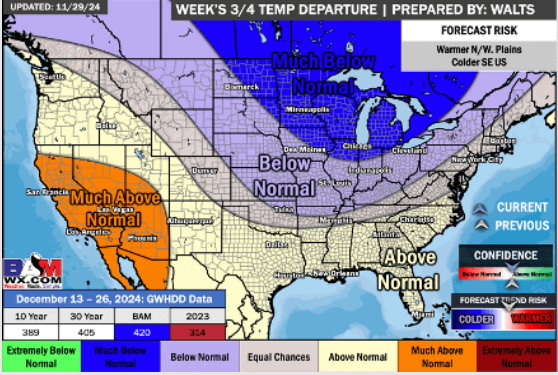 UPDATED: 11/29/24
WEEK'S 3/4 TEMP DEPARTURE | PREPARED BY: WALTS
FORECAST RISK
Warmer N/W. Plains
Colder SE US
Much Below
Normal
Seattle
Bismarck
Minneapolis
Boise
Boston
Des Moines
Chicago
Cleveland
New York City
Below
Normal
Indianapolis
Denver
St. Louis
San Francisco
Much Above
Normal
Las Vegas
Los Angeles
Phoenix
Albuquerque
Tulsa
Memphis
Charlotte
Atlanta
Dallas
Above
Normal
Houston
New Orleans
Miami
CURRENT
PREVIOUS
CONFIDENCE
Below Normal
Above Normal
FORECAST TREND RISK
COLDER
WARMER
BAM
WX.COM
December 13 – 26, 2024: GWHDD Data
10 Year 30 Year BAM 2023
389 405 420 314
Extremely Below Normal
Much Below Normal
Below Normal
Equal Chances
Above Normal
Much Above Normal
Extremely Above Normal